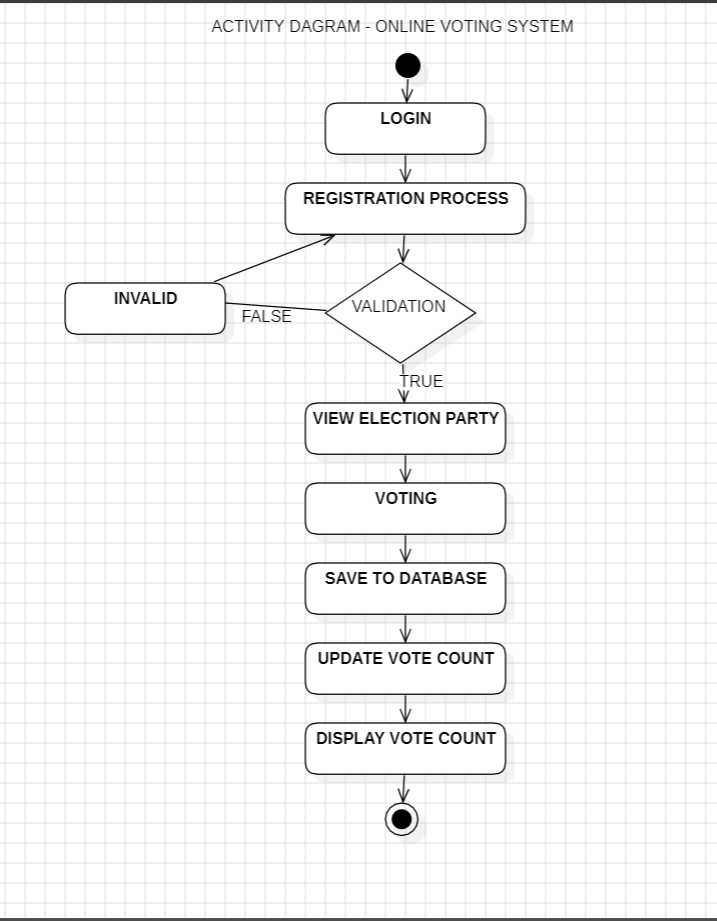 ACTIVITY DAGRAM - ONLINE VOTING SYSTEM
LOGIN
REGISTRATION PROCESS
INVALID
FALSE
VALIDATION
TRUE
VIEW ELECTION PARTY
VOTING
SAVE TO DATABASE
UPDATE VOTE COUNT
DISPLAY VOTE COUNT